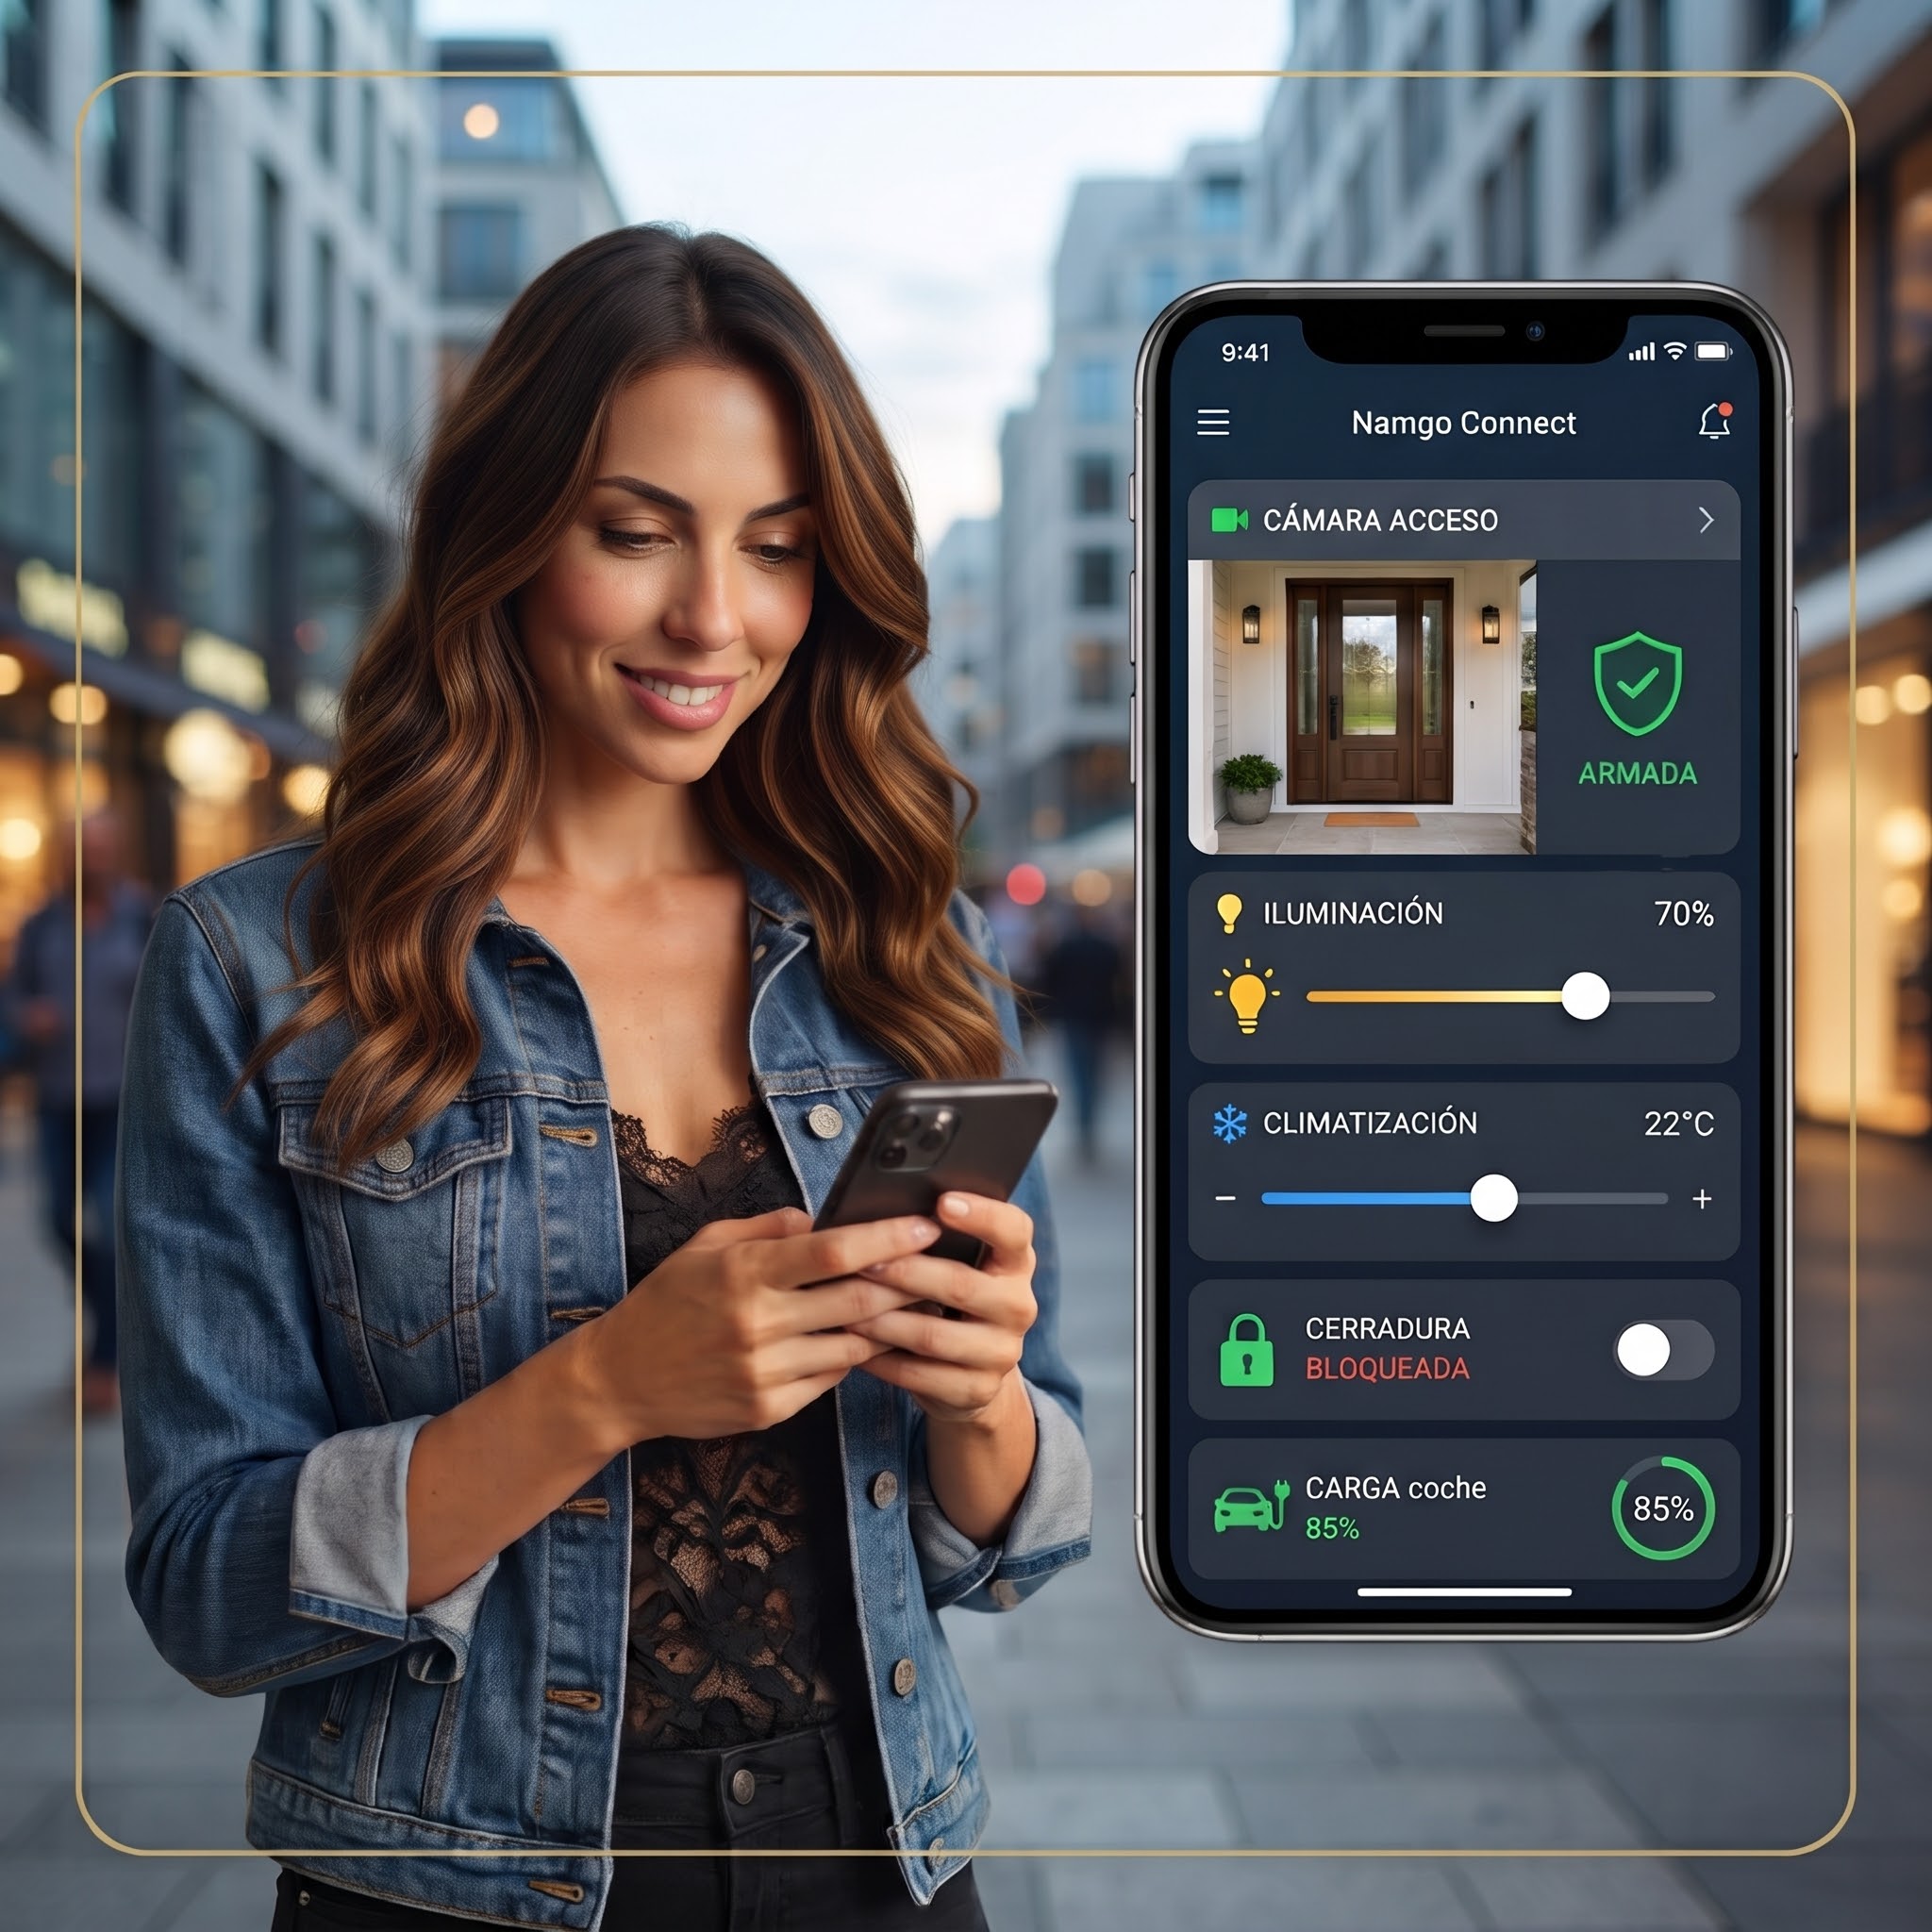 9:41
Namgo Connect
CÁMARA ACCESO
ARMADA
ILUMINACIÓN 70%
CLIMATIZACIÓN 22°C
− +
CERRADURA
BLOQUEADA
CARGA coche
85%
85%